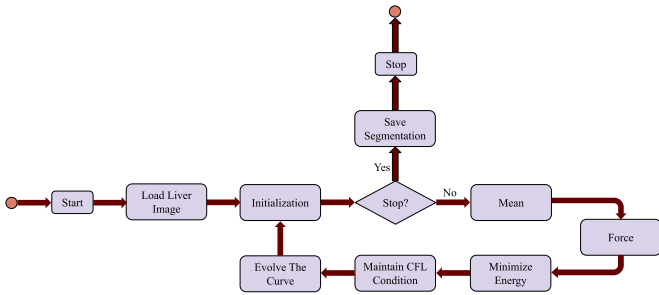 Stop
Save
Segmentation
Yes
Start
Load Liver
Image
Initialization
Stop?
No
Mean
Force
Evolve The
Curve
Maintain CFL
Condition
Minimize
Energy